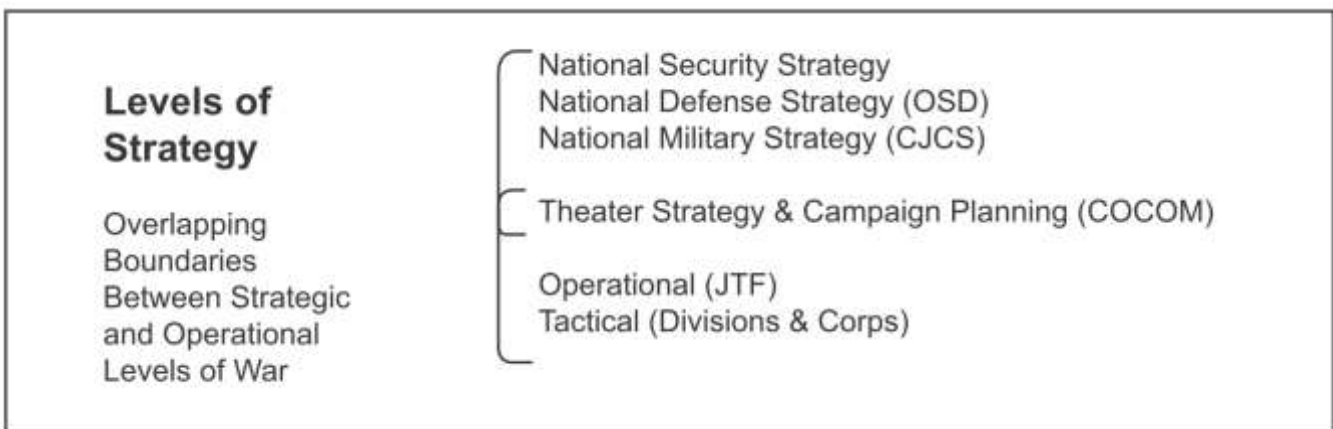 Levels of
Strategy
Overlapping
Boundaries
Between Strategic
and Operational
Levels of War
National Security Strategy
National Defense Strategy (OSD)
National Military Strategy (CJCS)
Theater Strategy & Campaign Planning (COCOM)
Operational (JTF)
Tactical (Divisions & Corps)